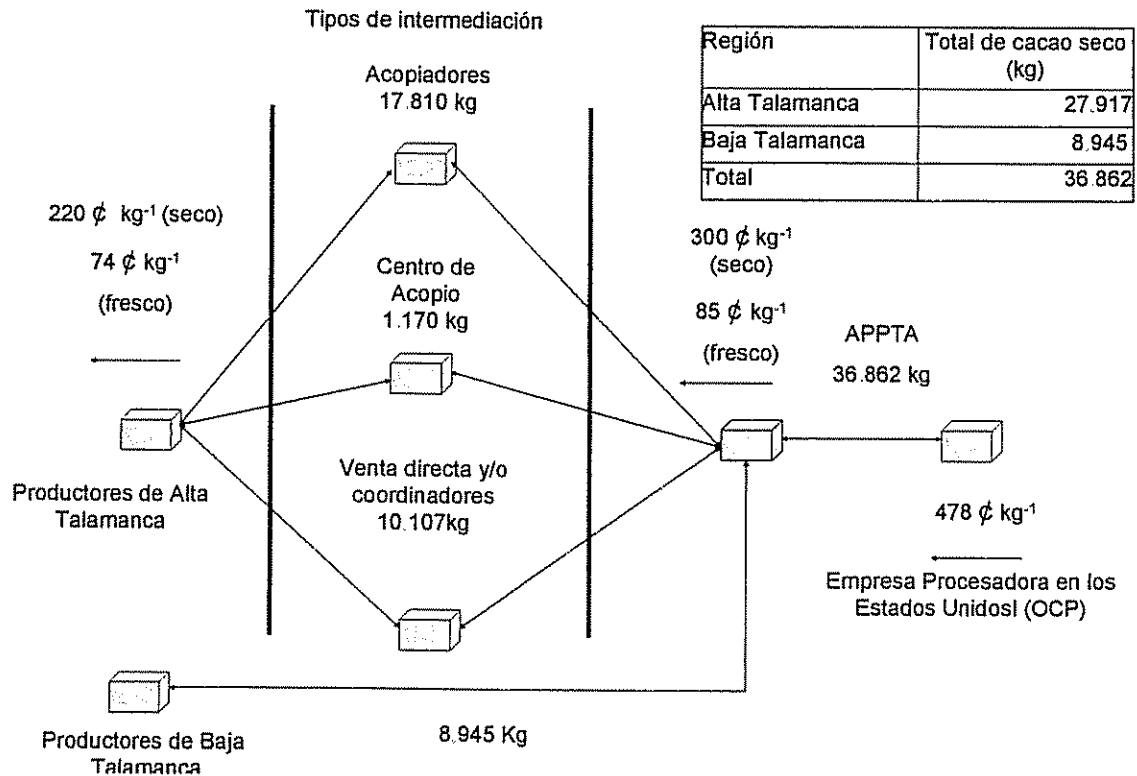 Tipos de intermediación
Acopiadores
17.810 kg
Región Total de cacao seco
(kg)
Alta Talamanca 27.917
Baja Talamanca 8.945
Total 36.862
220 ₡ kg-1 (seco)
74 ₡ kg-1
(fresco)
Centro de
Acopio
1.170 kg
300 ₡ kg-1
(seco)
85 ₡ kg-1
(fresco)
APPTA
36.862 kg
Productores de Alta
Talamanca
Venta directa y/o
coordinadores
10.107kg
478 ₡ kg-1
Empresa Procesadora en los
Estados UnidosI (OCP)
8.945 Kg
Productores de Baja
Talamanca